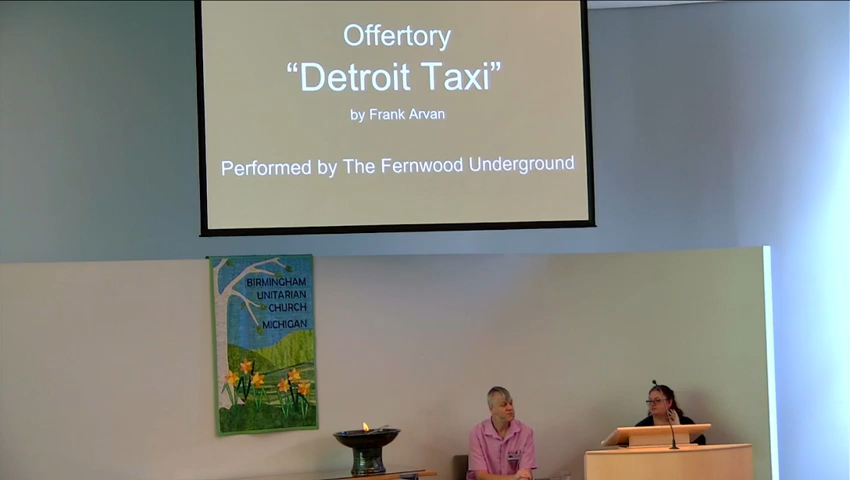 Offertory
“Detroit Taxi”
by Frank Arvan
Performed by The Fernwood Underground
BIRMINGHAM
UNITARIAN
CHURCH
MICHIGAN